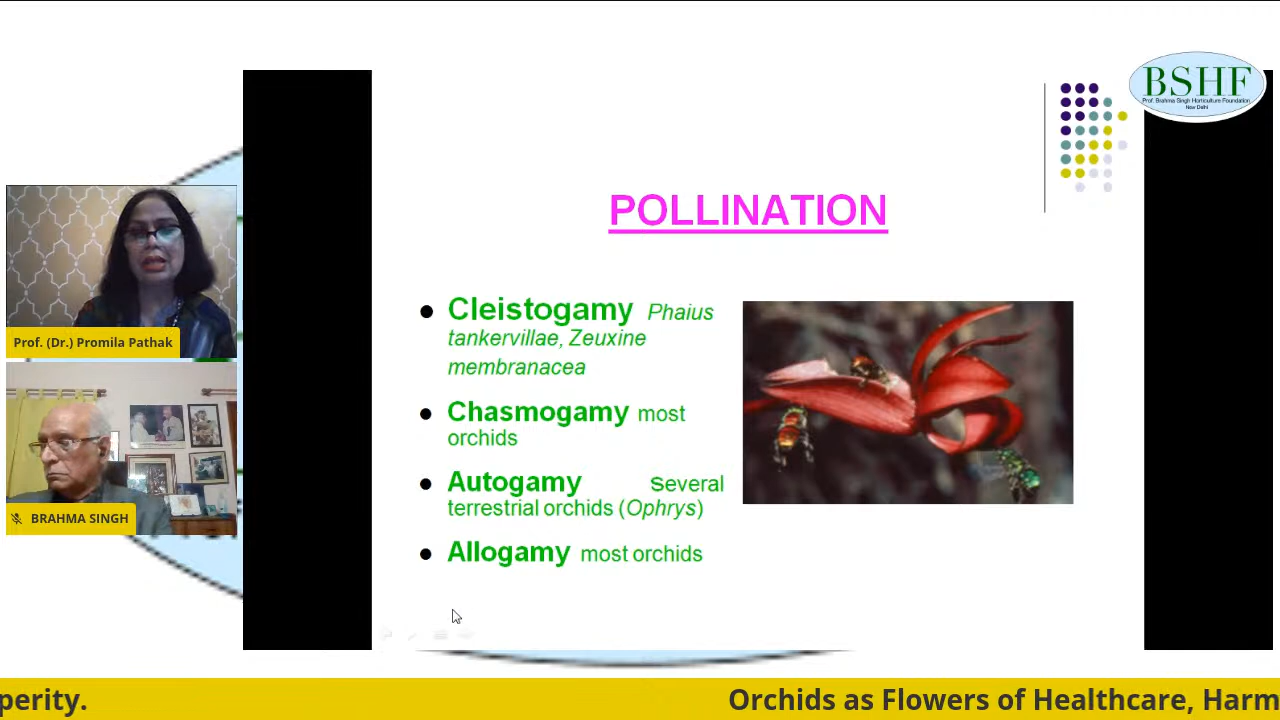 BSHF
Prof. Brahma Singh Horticulture Foundation
New Delhi
POLLINATION
Cleistogamy Phaius
tankervillae, Zeuxine
membranacea
Chasmogamy most
orchids
Autogamy Several
terrestrial orchids (Ophrys)
Allogamy most orchids
Prof. (Dr.) Promila Pathak
BRAHMA SINGH
perity. Orchids as Flowers of Healthcare, Harm